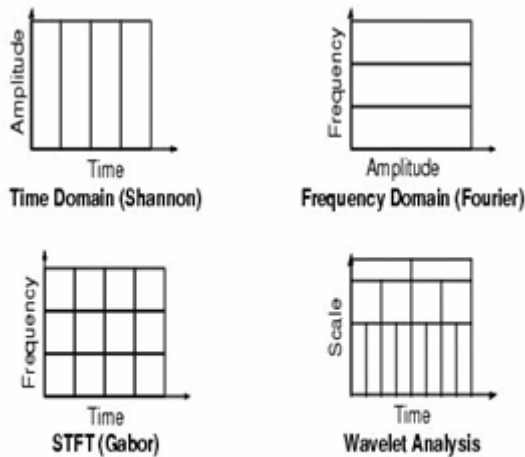 Amplitude
Time
Time Domain (Shannon)
Frequency
Amplitude
Frequency Domain (Fourier)
Frequency
Time
STFT (Gabor)
Scale
Time
Wavelet Analysis